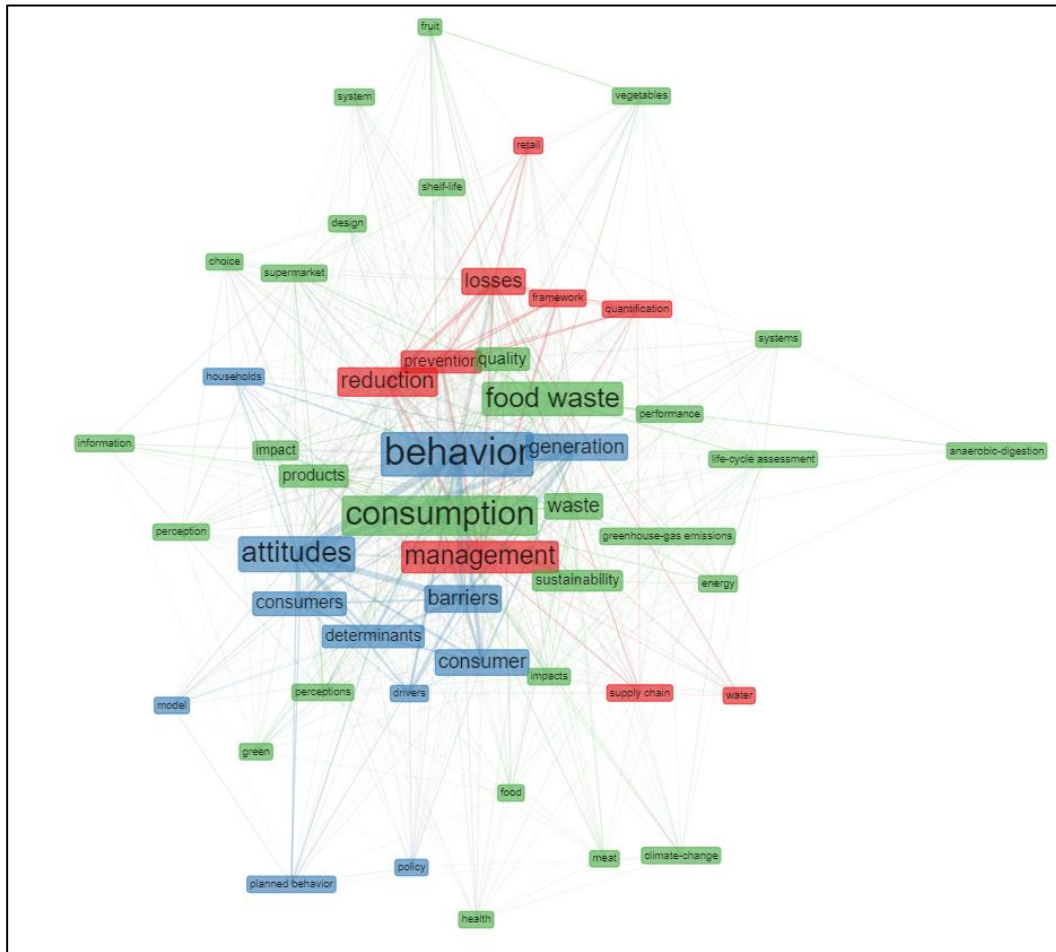 fruit
system
vegetables
retail
shelf-life
design
choice
supermarket
losses
framework
quantification
systems
prevention
quality
reduction
households
food waste
performance
information
impact
behavior
generation
life-cycle assessment
anaerobic-digestion
products
consumption
waste
perception
greenhouse-gas emissions
attitudes
management
sustainability
energy
consumers
barriers
determinants
consumer
impacts
perceptions
drivers
supply chain
water
model
green
food
meat
climate-change
policy
planned behavior
health